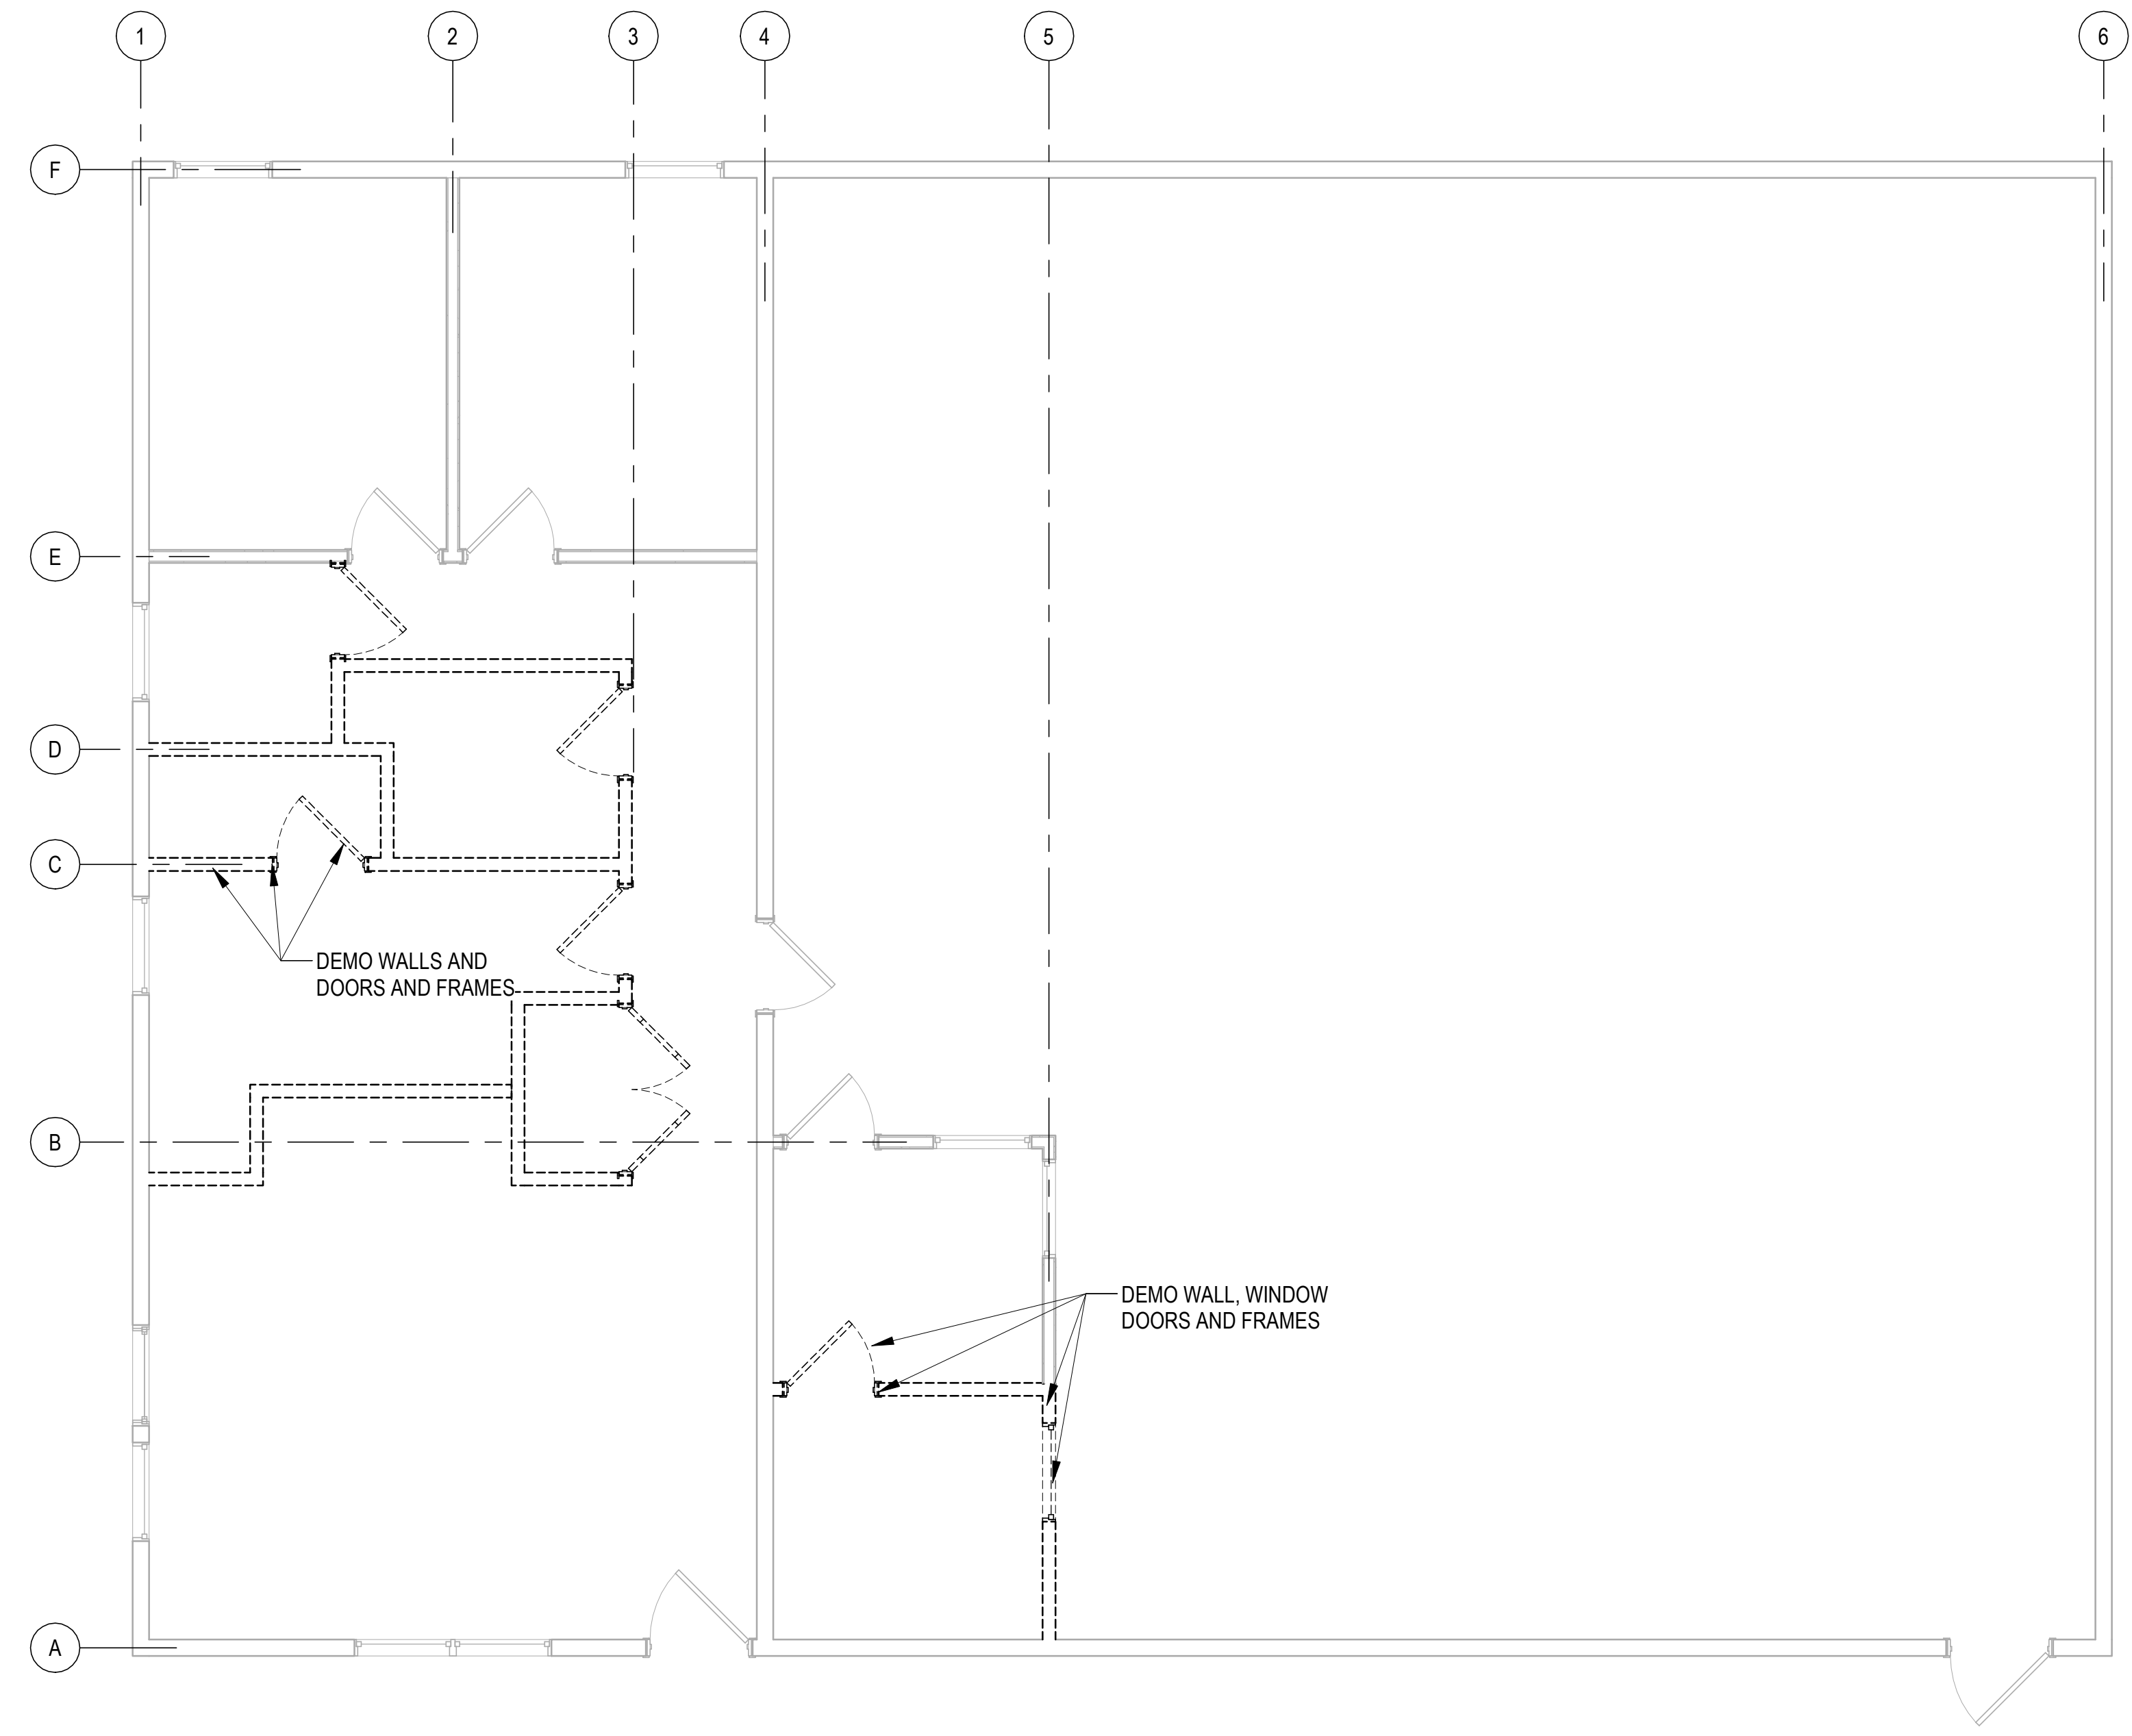 1
2
3
4
5
6
F
E
D
C
DEMO WALLS AND
DOORS AND FRAMES
B
DEMO WALL, WINDOW
DOORS AND FRAMES
A